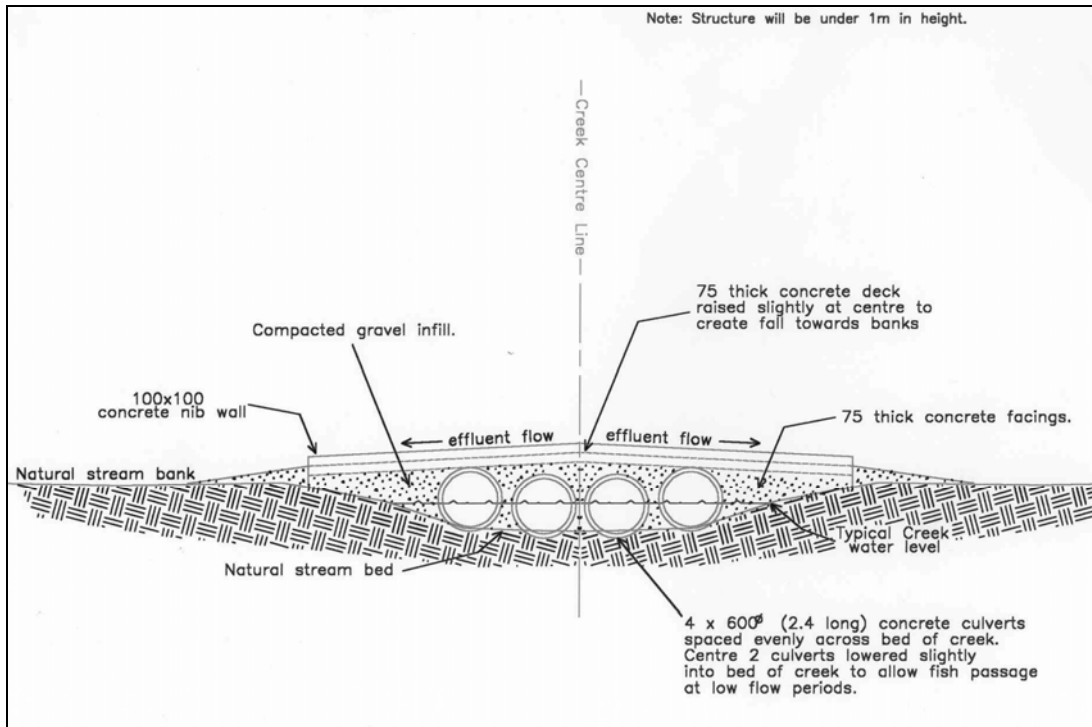 Note: Structure will be under 1m in height.
Creek Centre Line
75 thick concrete deck
raised slightly at centre to
create fall towards banks
Compacted gravel infill.
100x100
concrete nib wall
75 thick concrete facings.
effluent flow
effluent flow
Natural stream bank
Typical Creek
water level
Natural stream bed
4 x 600ø (2.4 long) concrete culverts
spaced evenly across bed of creek.
Centre 2 culverts lowered slightly
into bed of creek to allow fish passage
at low flow periods.